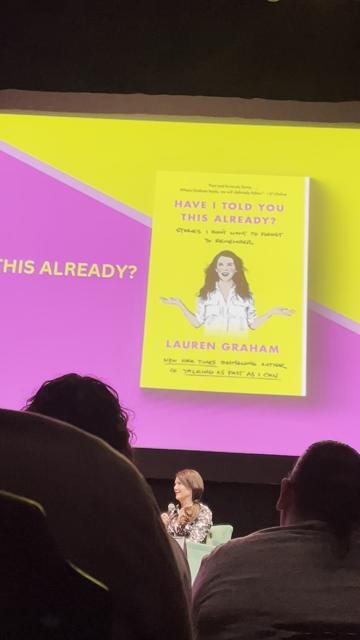 THIS ALREADY?
HAVE I TOLD YOU
THIS ALREADY?
STORIES I DON'T WANT TO FORGET
TO REMEMBER
LAUREN GRAHAM
NEW YORK TIMES BESTSELLING AUTHOR
OF TALKING AS FAST AS I CAN